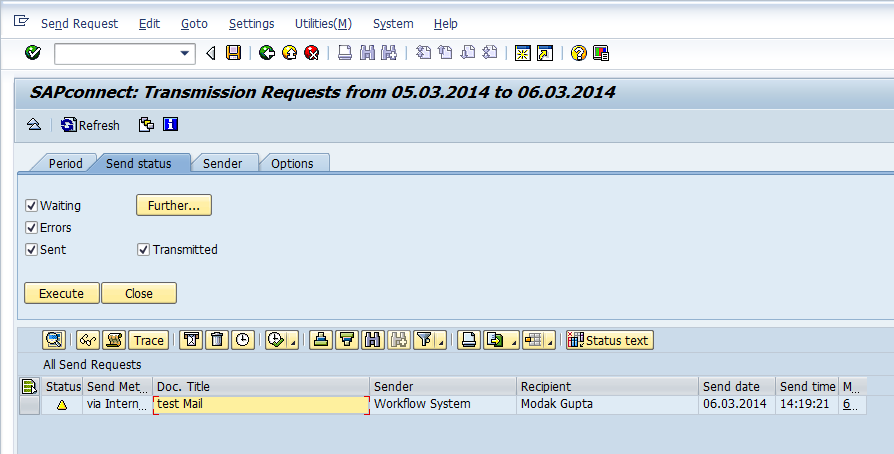 Send Request Edit Goto Settings Utilities(M) System Help
SAPconnect: Transmission Requests from 05.03.2014 to 06.03.2014
Refresh
Period Send status Sender Options
Waiting Further...
Errors
Sent Transmitted
Execute Close
Trace Status text
All Send Requests
Status Send Met... Doc. Title Sender Recipient Send date Send time M...
via Intern... test Mail Workflow System Modak Gupta 06.03.2014 14:19:21 6...